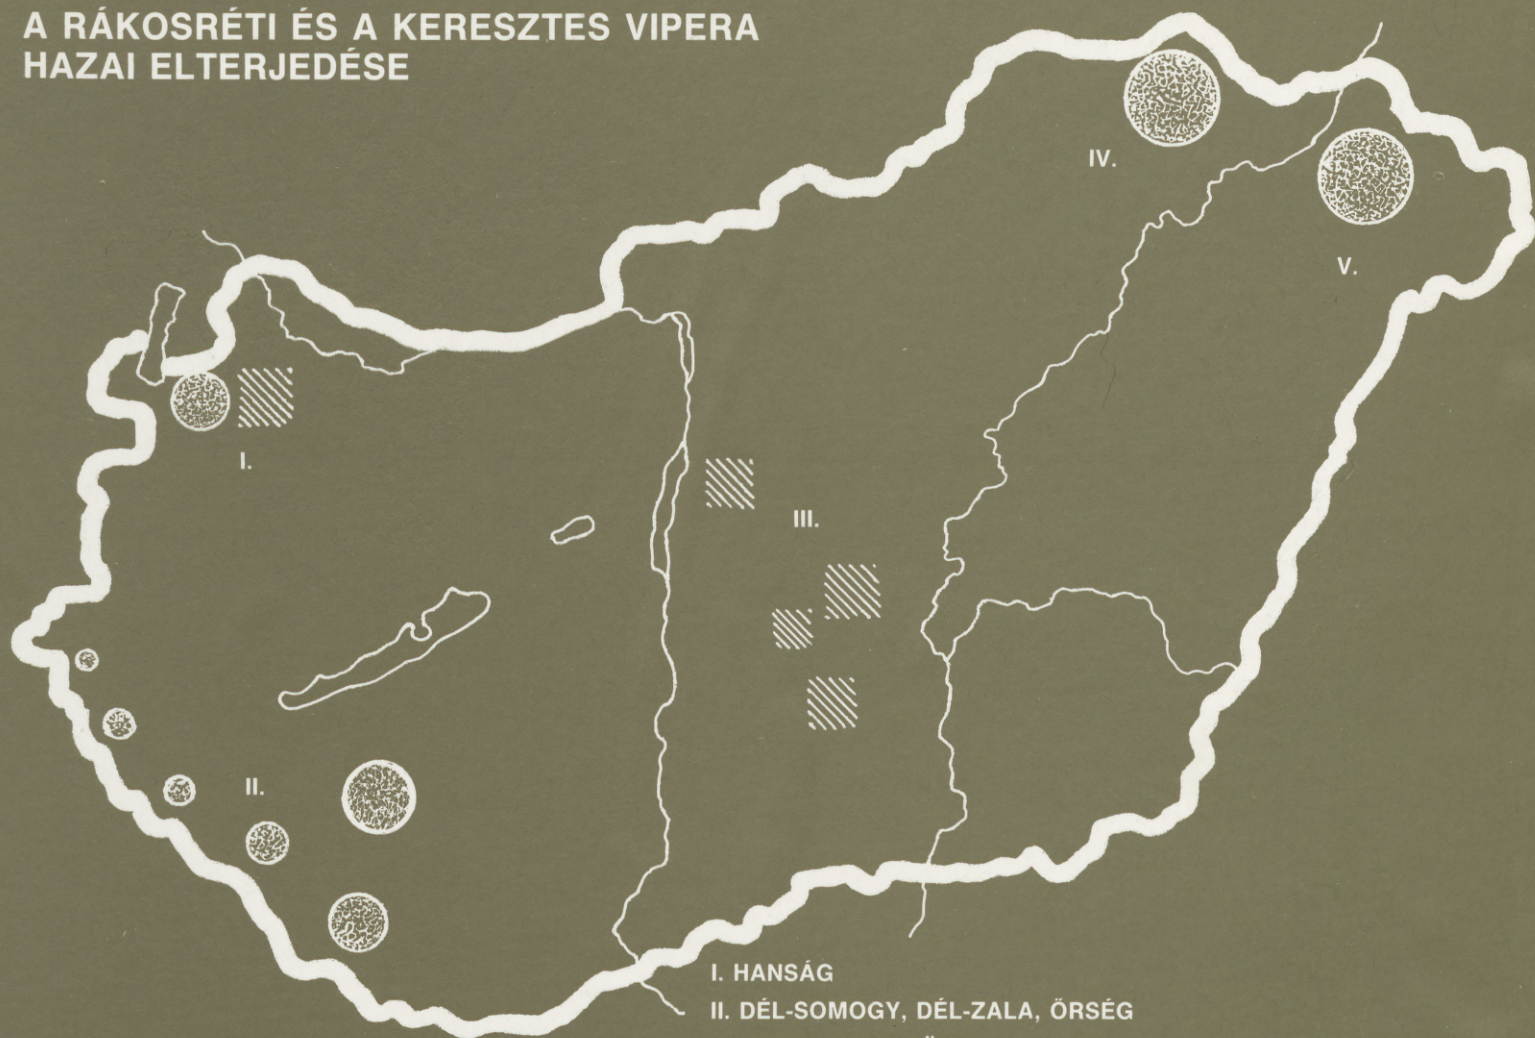 A RÁKOSRÉTI ÉS A KERESZTES VIPERA
HAZAI ELTERJEDÉSE
IV.
V.
I.
III.
II.
I. HANSÁG
II. DÉL-SOMOGY, DÉL-ZALA, ŐRSÉG